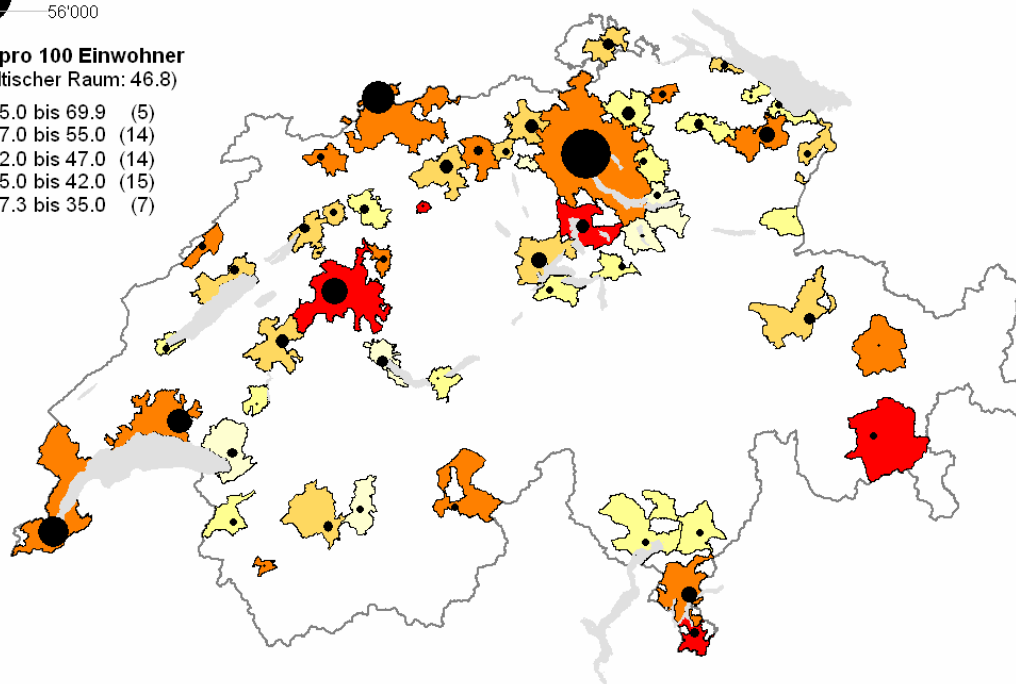 56'000
pro 100 Einwohner
ltischer Raum: 46.8)
5.0 bis 69.9 (5)
7.0 bis 55.0 (14)
2.0 bis 47.0 (14)
5.0 bis 42.0 (15)
7.3 bis 35.0 (7)